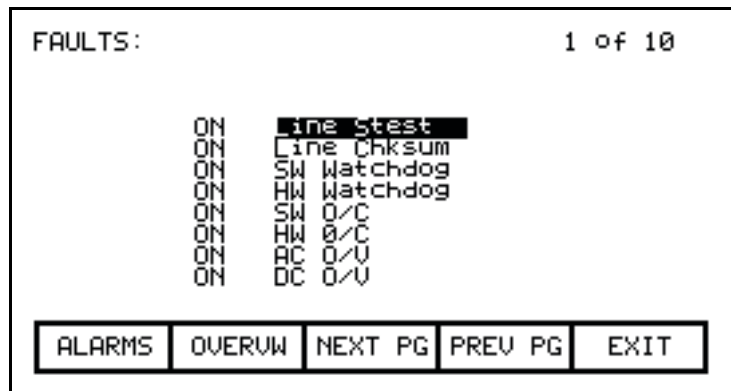 FAULTS: 1 of 10
ON Line Stest
ON Line Chksum
ON SW Watchdog
ON HW Watchdog
ON SW O/C
ON HW 0/C
ON AC O/V
ON DC O/V
ALARMS OVERVW NEXT PG PREV PG EXIT